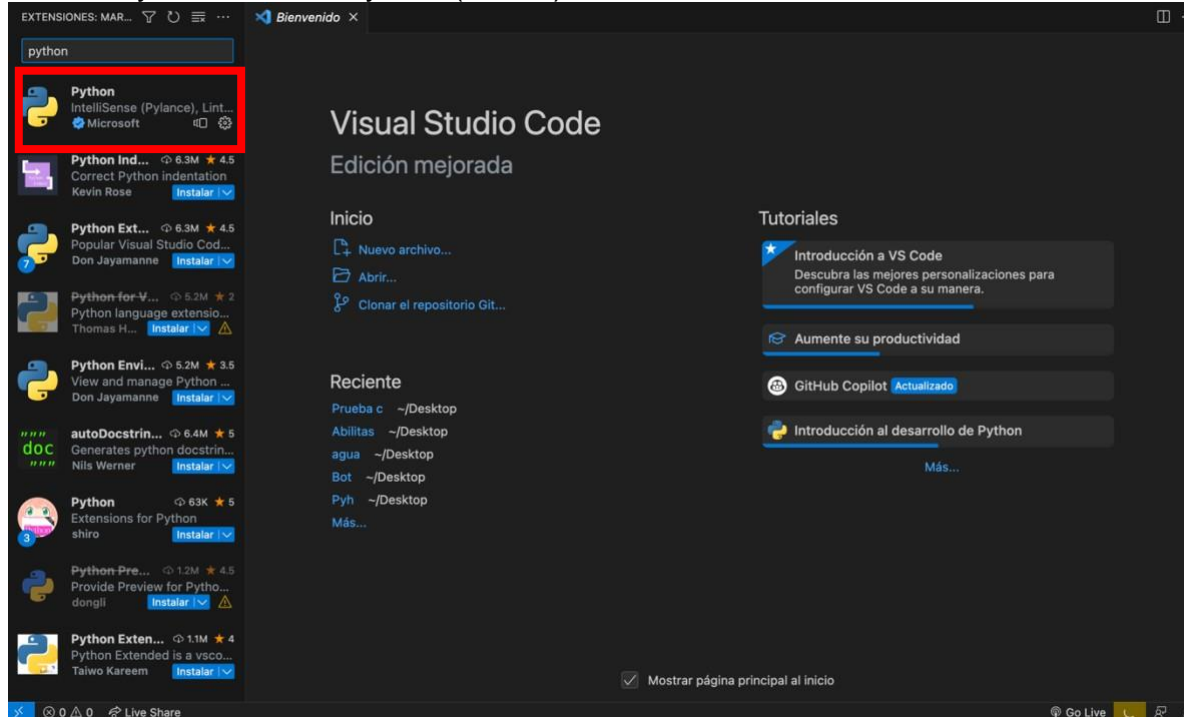 EXTENSIONES: MAR...
Bienvenido
python
Python
IntelliSense (Pylance), Lint...
Microsoft
Python Ind... 6.3M ★ 4.5
Correct Python indentation
Kevin Rose Instalar
Python Ext... 6.3M ★ 4.5
Popular Visual Studio Cod...
7
Don Jayamanne Instalar
Python for V... 5.2M ★ 2
Python language extensio...
Thomas H... Instalar
Python Envi... 5.2M ★ 3.5
View and manage Python ...
Don Jayamanne Instalar
autoDocstrin... 6.4M ★ 5
doc
Generates python docstrin...
Nils Werner Instalar
Python 63K ★ 5
Extensions for Python
3
shiro Instalar
Python Pre... 1.2M ★ 4.5
Provide Preview for Pytho...
dongli Instalar
Python Exten... 1.1M ★ 4
Python Extended is a vsco...
Taiwo Kareem Instalar
Visual Studio Code
Edición mejorada
Inicio
Nuevo archivo...
Abrir...
Clonar el repositorio Git...
Reciente
Prueba c ~/Desktop
Abilitas ~/Desktop
agua ~/Desktop
Bot ~/Desktop
Pyh ~/Desktop
Más...
Tutoriales
Introducción a VS Code
Descubra las mejores personalizaciones para
configurar VS Code a su manera.
Aumente su productividad
GitHub Copilot Actualizado
Introducción al desarrollo de Python
Más...
Mostrar página principal al inicio
0 0 Live Share
Go Live